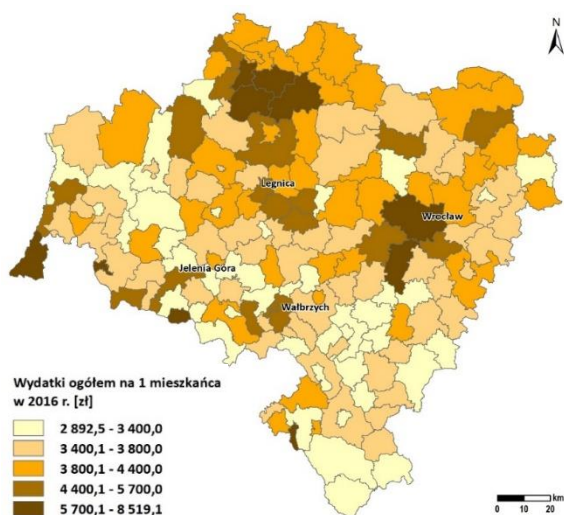 N
Legnica
Wrocław
Jelenia Góra
Wałbrzych
Wydatki ogółem na 1 mieszkańca
w 2016 r. [zł]
2 892,5 - 3 400,0
3 400,1 - 3 800,0
3 800,1 - 4 400,0
4 400,1 - 5 700,0
5 700,1 - 8 519,1
km
0 10 20